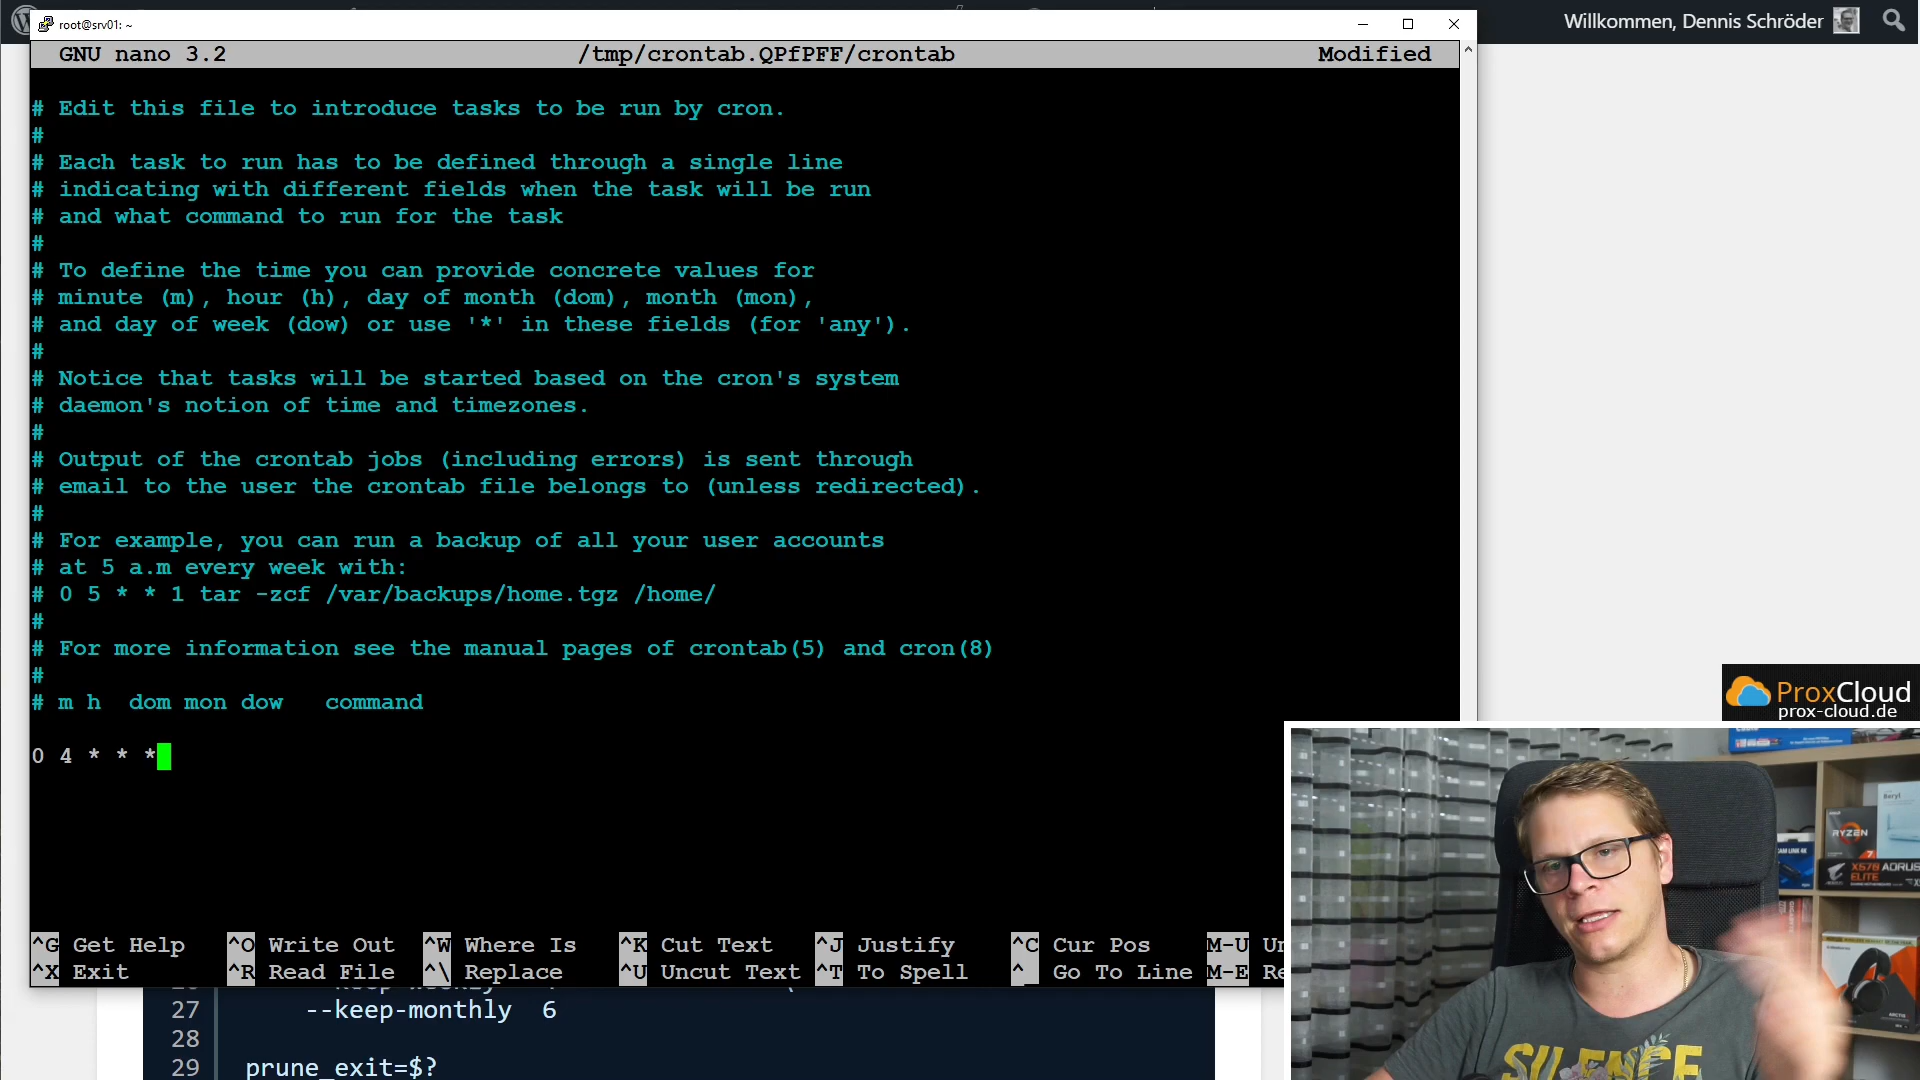 Willkommen, Dennis Schröder
root@srv01: ~
GNU nano 3.2 /tmp/crontab.QPfPFF/crontab Modified
# Edit this file to introduce tasks to be run by cron.
#
# Each task to run has to be defined through a single line
# indicating with different fields when the task will be run
# and what command to run for the task
#
# To define the time you can provide concrete values for
# minute (m), hour (h), day of month (dom), month (mon),
# and day of week (dow) or use '*' in these fields (for 'any').
#
# Notice that tasks will be started based on the cron's system
# daemon's notion of time and timezones.
#
# Output of the crontab jobs (including errors) is sent through
# email to the user the crontab file belongs to (unless redirected).
#
# For example, you can run a backup of all your user accounts
# at 5 a.m every week with:
# 0 5 * * 1 tar -zcf /var/backups/home.tgz /home/
#
# For more information see the manual pages of crontab(5) and cron(8)
#
# m h  dom mon dow   command
0 4 * * *
^G Get Help ^O Write Out ^W Where Is ^K Cut Text ^J Justify ^C Cur Pos M-U
^X Exit ^R Read File ^\ Replace ^U Uncut Text ^T To Spell ^_ Go To Line M-E
27 --keep-monthly 6
28
29 prune_exit=$?
ProxCloud
prox-cloud.de
RYZEN
7
CAM LINK 4K
X570 AORUS
ELITE
ARCTIS
SILENCE